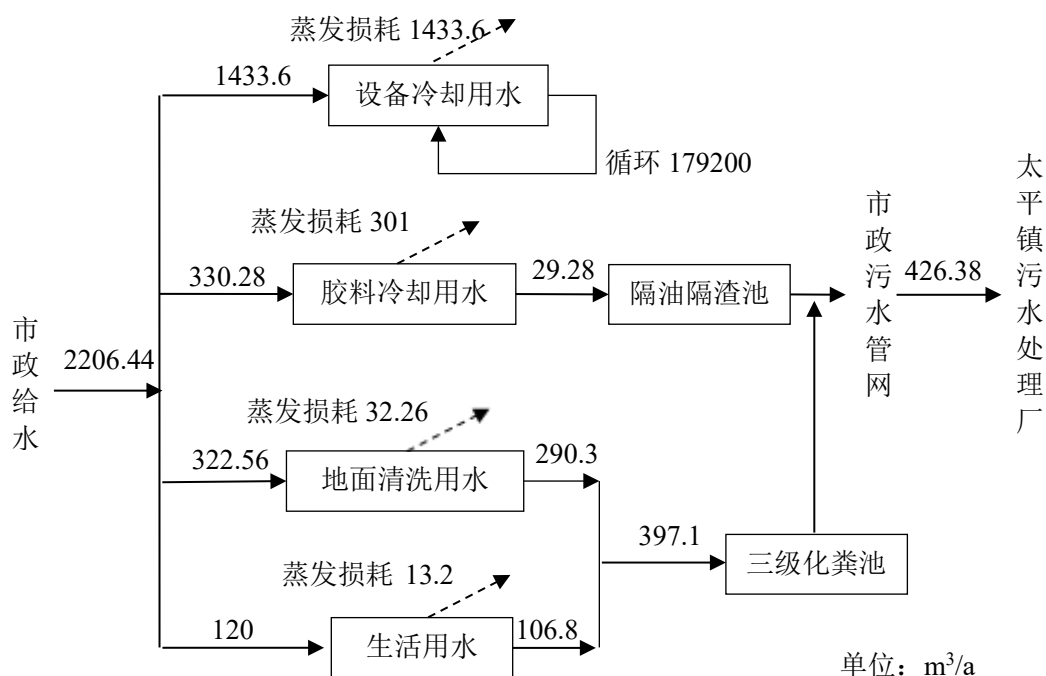 蒸发损耗 1433.6
1433.6
设备冷却用水
循环 179200
蒸发损耗 301
330.28
胶料冷却用水
29.28
隔油隔渣池
市政污水管网
426.38
太平镇污水处理厂
市政给水
2206.44
蒸发损耗 32.26
322.56
地面清洗用水
290.3
397.1
三级化粪池
蒸发损耗 13.2
120
生活用水
106.8
单位：m³/a